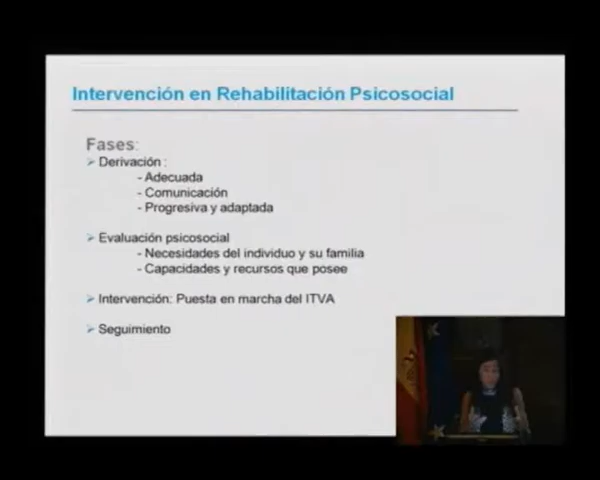 Intervención en Rehabilitación Psicosocial
Fases:
Derivación :
- Adecuada
- Comunicación
- Progresiva y adaptada
Evaluación psicosocial
- Necesidades del individuo y su familia
- Capacidades y recursos que posee
Intervención: Puesta en marcha del ITVA
Seguimiento